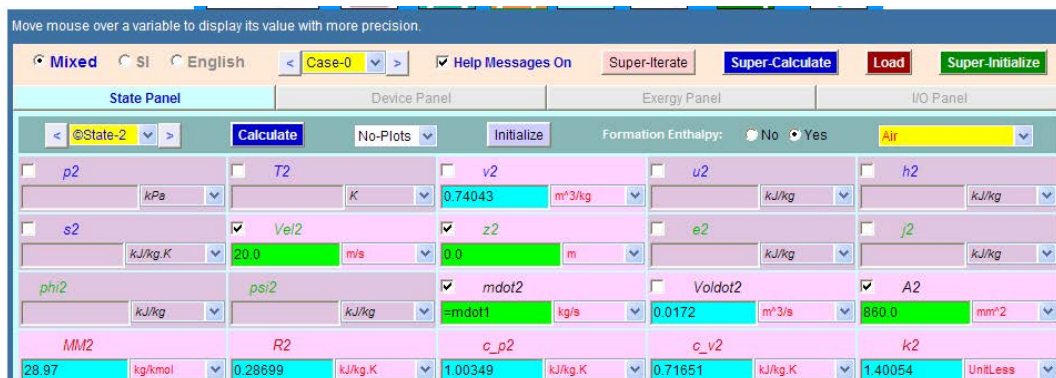 Move mouse over a variable to display its value with more precision.
Mixed SI English < Case-0 > Help Messages On Super-Iterate Super-Calculate Load Super-Initialize
State Panel Device Panel Exergy Panel I/O Panel
< ©State-2 > Calculate No-Plots Initialize Formation Enthalpy: No Yes Air
p2 T2 v2 u2 h2
kPa K 0.74043 m^3/kg kJ/kg kJ/kg
s2 Vel2 z2 e2 j2
kJ/kg.K 20.0 m/s 0.0 m kJ/kg kJ/kg
phi2 psi2 mdot2 Voldot2 A2
kJ/kg kJ/kg =mdot1 kg/s 0.0172 m^3/s 860.0 mm^2
MM2 R2 c_p2 c_v2 k2
28.97 kg/kmol 0.28699 kJ/kg.K 1.00349 kJ/kg.K 0.71651 kJ/kg.K 1.40054 UnitLess